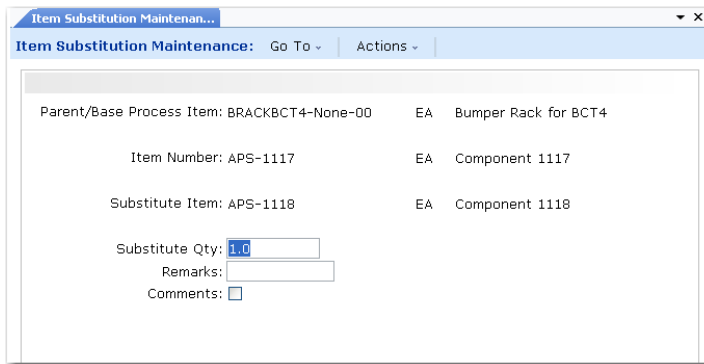 Item Substitution Maintenan...
Item Substitution Maintenance: Go To Actions
Parent/Base Process Item: BRACKBCT4-None-00 EA Bumper Rack for BCT4
Item Number: APS-1117 EA Component 1117
Substitute Item: APS-1118 EA Component 1118
Substitute Qty: 1.0
Remarks:
Comments: